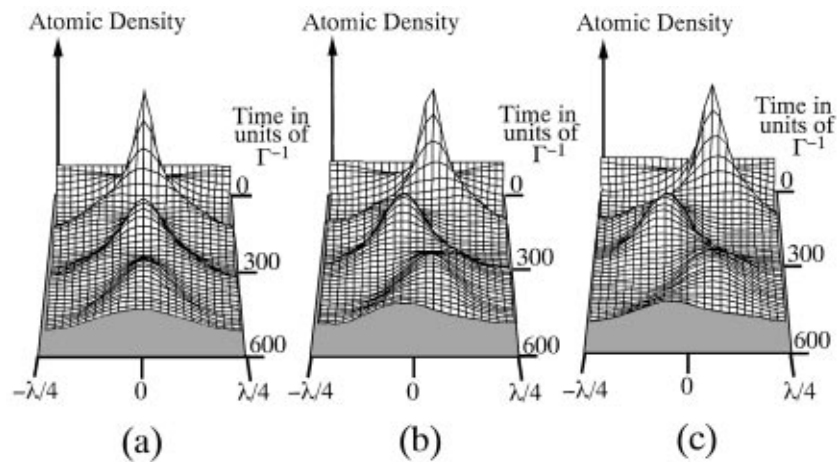 Atomic Density
Time in
units of
Γ⁻¹
0
300
600
−λ/4
0
λ/4
(a)
Atomic Density
Time in
units of
Γ⁻¹
0
300
600
−λ/4
0
λ/4
(b)
Atomic Density
Time in
units of
Γ⁻¹
0
300
600
−λ/4
0
λ/4
(c)